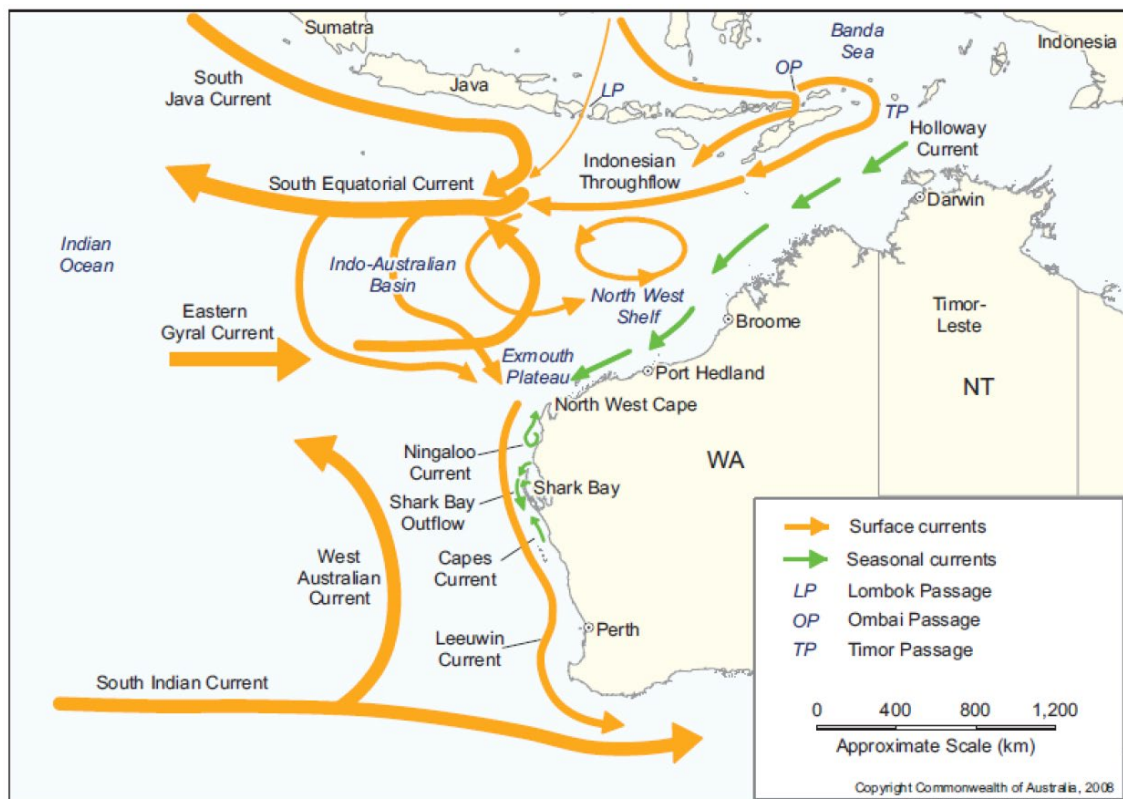 Sumatra
Banda
Sea
Indonesia
South
Java Current
Java
LP
OP
TP
Holloway
Current
Indonesian
Throughflow
South Equatorial Current
Darwin
Indian
Ocean
Indo-Australian
Basin
North West
Shelf
Eastern
Gyral Current
Broome
Timor-
Leste
Exmouth
Plateau
Port Hedland
NT
North West Cape
Ningaloo
Current
WA
Shark Bay
Shark Bay
Outflow
Capes
Current
West
Australian
Current
Perth
Leeuwin
Current
South Indian Current
Surface currents
Seasonal currents
LP Lombok Passage
OP Ombai Passage
TP Timor Passage
0 400 800 1,200
Approximate Scale (km)
Copyright Commonwealth of Australia, 2008